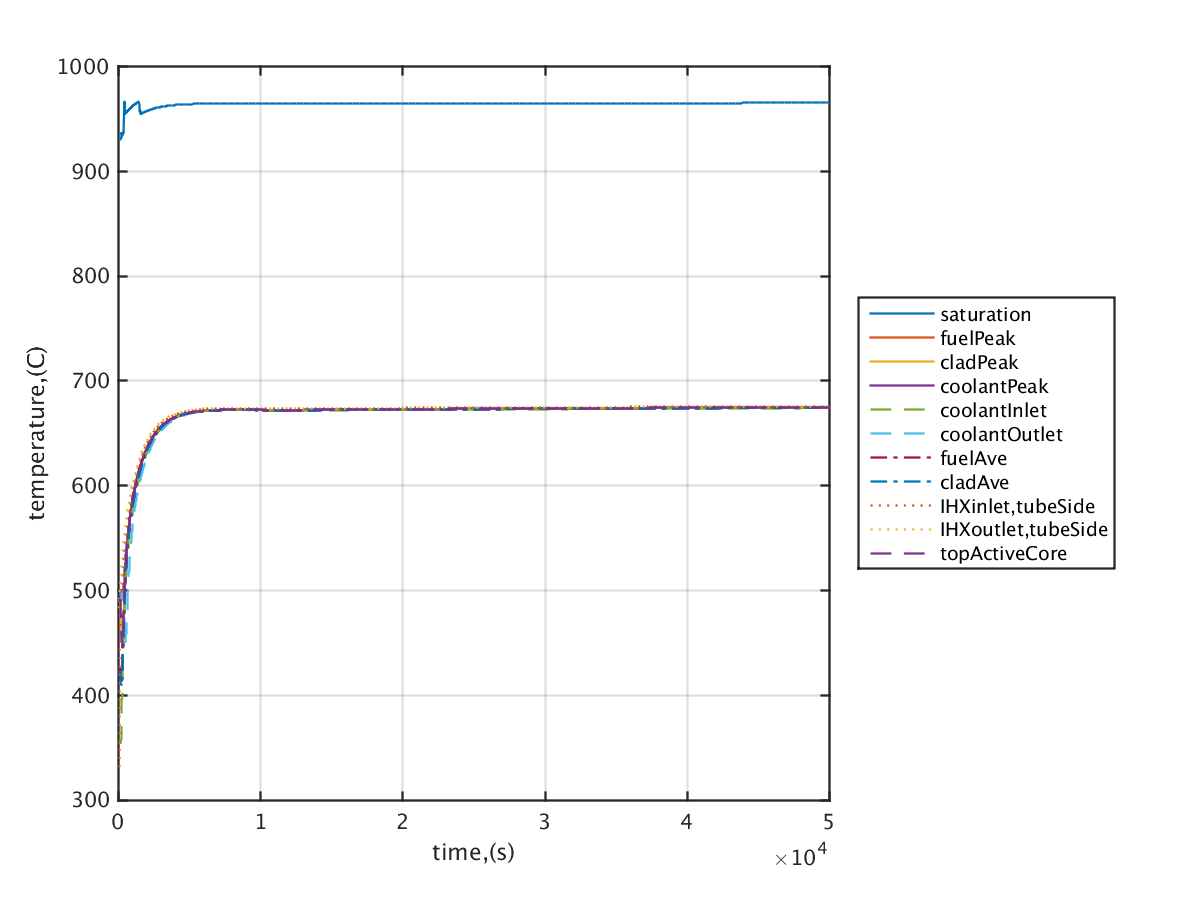 1000
900
800
700
600
500
400
300
temperature,(C)
0 1 2 3 4 5
time,(s)
×10^4
saturation
fuelPeak
cladPeak
coolantPeak
coolantInlet
coolantOutlet
fuelAve
cladAve
IHXinlet,tubeSide
IHXoutlet,tubeSide
topActiveCore